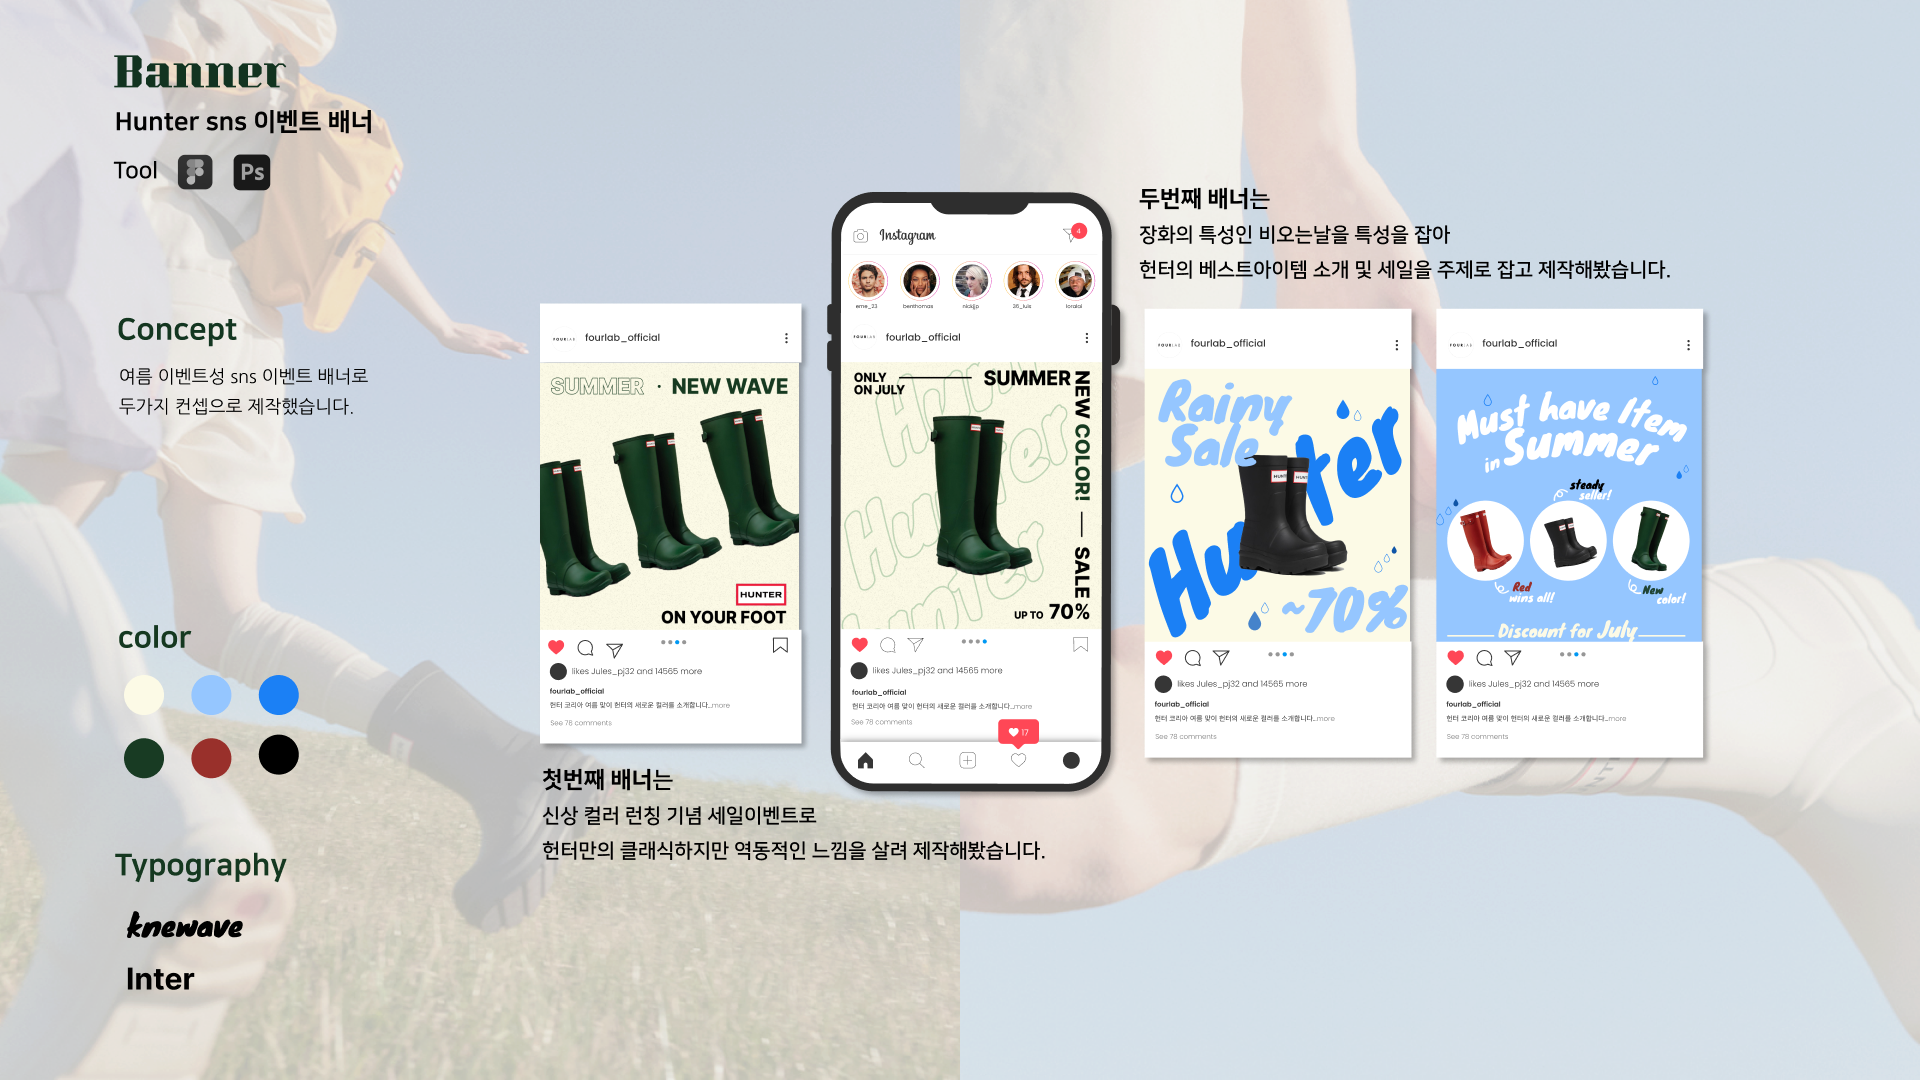 Banner
Hunter sns 이벤트 배너
Tool
Ps
Concept
여름 이벤트성 sns 이벤트 배너로
두가지 컨셉으로 제작했습니다.
color
Typography
knewave
Inter
fourlab_official
SUMMER · NEW WAVE
HUNTER
ON YOUR FOOT
likes Jules_pj32 and 14565 more
fourlab_official
헌터 코리아 여름 맞이 헌터의 새로운 컬러를 소개합니다...more
See 78 comments
첫번째 배너는
신상 컬러 런칭 기념 세일이벤트로
헌터만의 클래식하지만 역동적인 느낌을 살려 제작해봤습니다.
Instagram
4
eme_23
benthomas
nickjjp
36_luis
loralai
FOURLAB
fourlab_official
ONLY
ON JULY
SUMMER
NEW COLOR! — SALE
Hunter
Hunter
Hunter
UP TO 70%
likes Jules_pj32 and 14565 more
fourlab_official
헌터 코리아 여름 맞이 헌터의 새로운 컬러를 소개합니다...more
See 78 comments
17
두번째 배너는
장화의 특성인 비오는날을 특성을 잡아
헌터의 베스트아이템 소개 및 세일을 주제로 잡고 제작해봤습니다.
FOURLAB
fourlab_official
Rainy
Sale
Hunter
~70%
likes Jules_pj32 and 14565 more
fourlab_official
헌터 코리아 여름 맞이 헌터의 새로운 컬러를 소개합니다...more
See 78 comments
FOURLAB
fourlab_official
Must have Item
in Summer
steady
seller!
Red
wins all!
New
color!
Discount for July
likes Jules_pj32 and 14565 more
fourlab_official
헌터 코리아 여름 맞이 헌터의 새로운 컬러를 소개합니다...more
See 78 comments